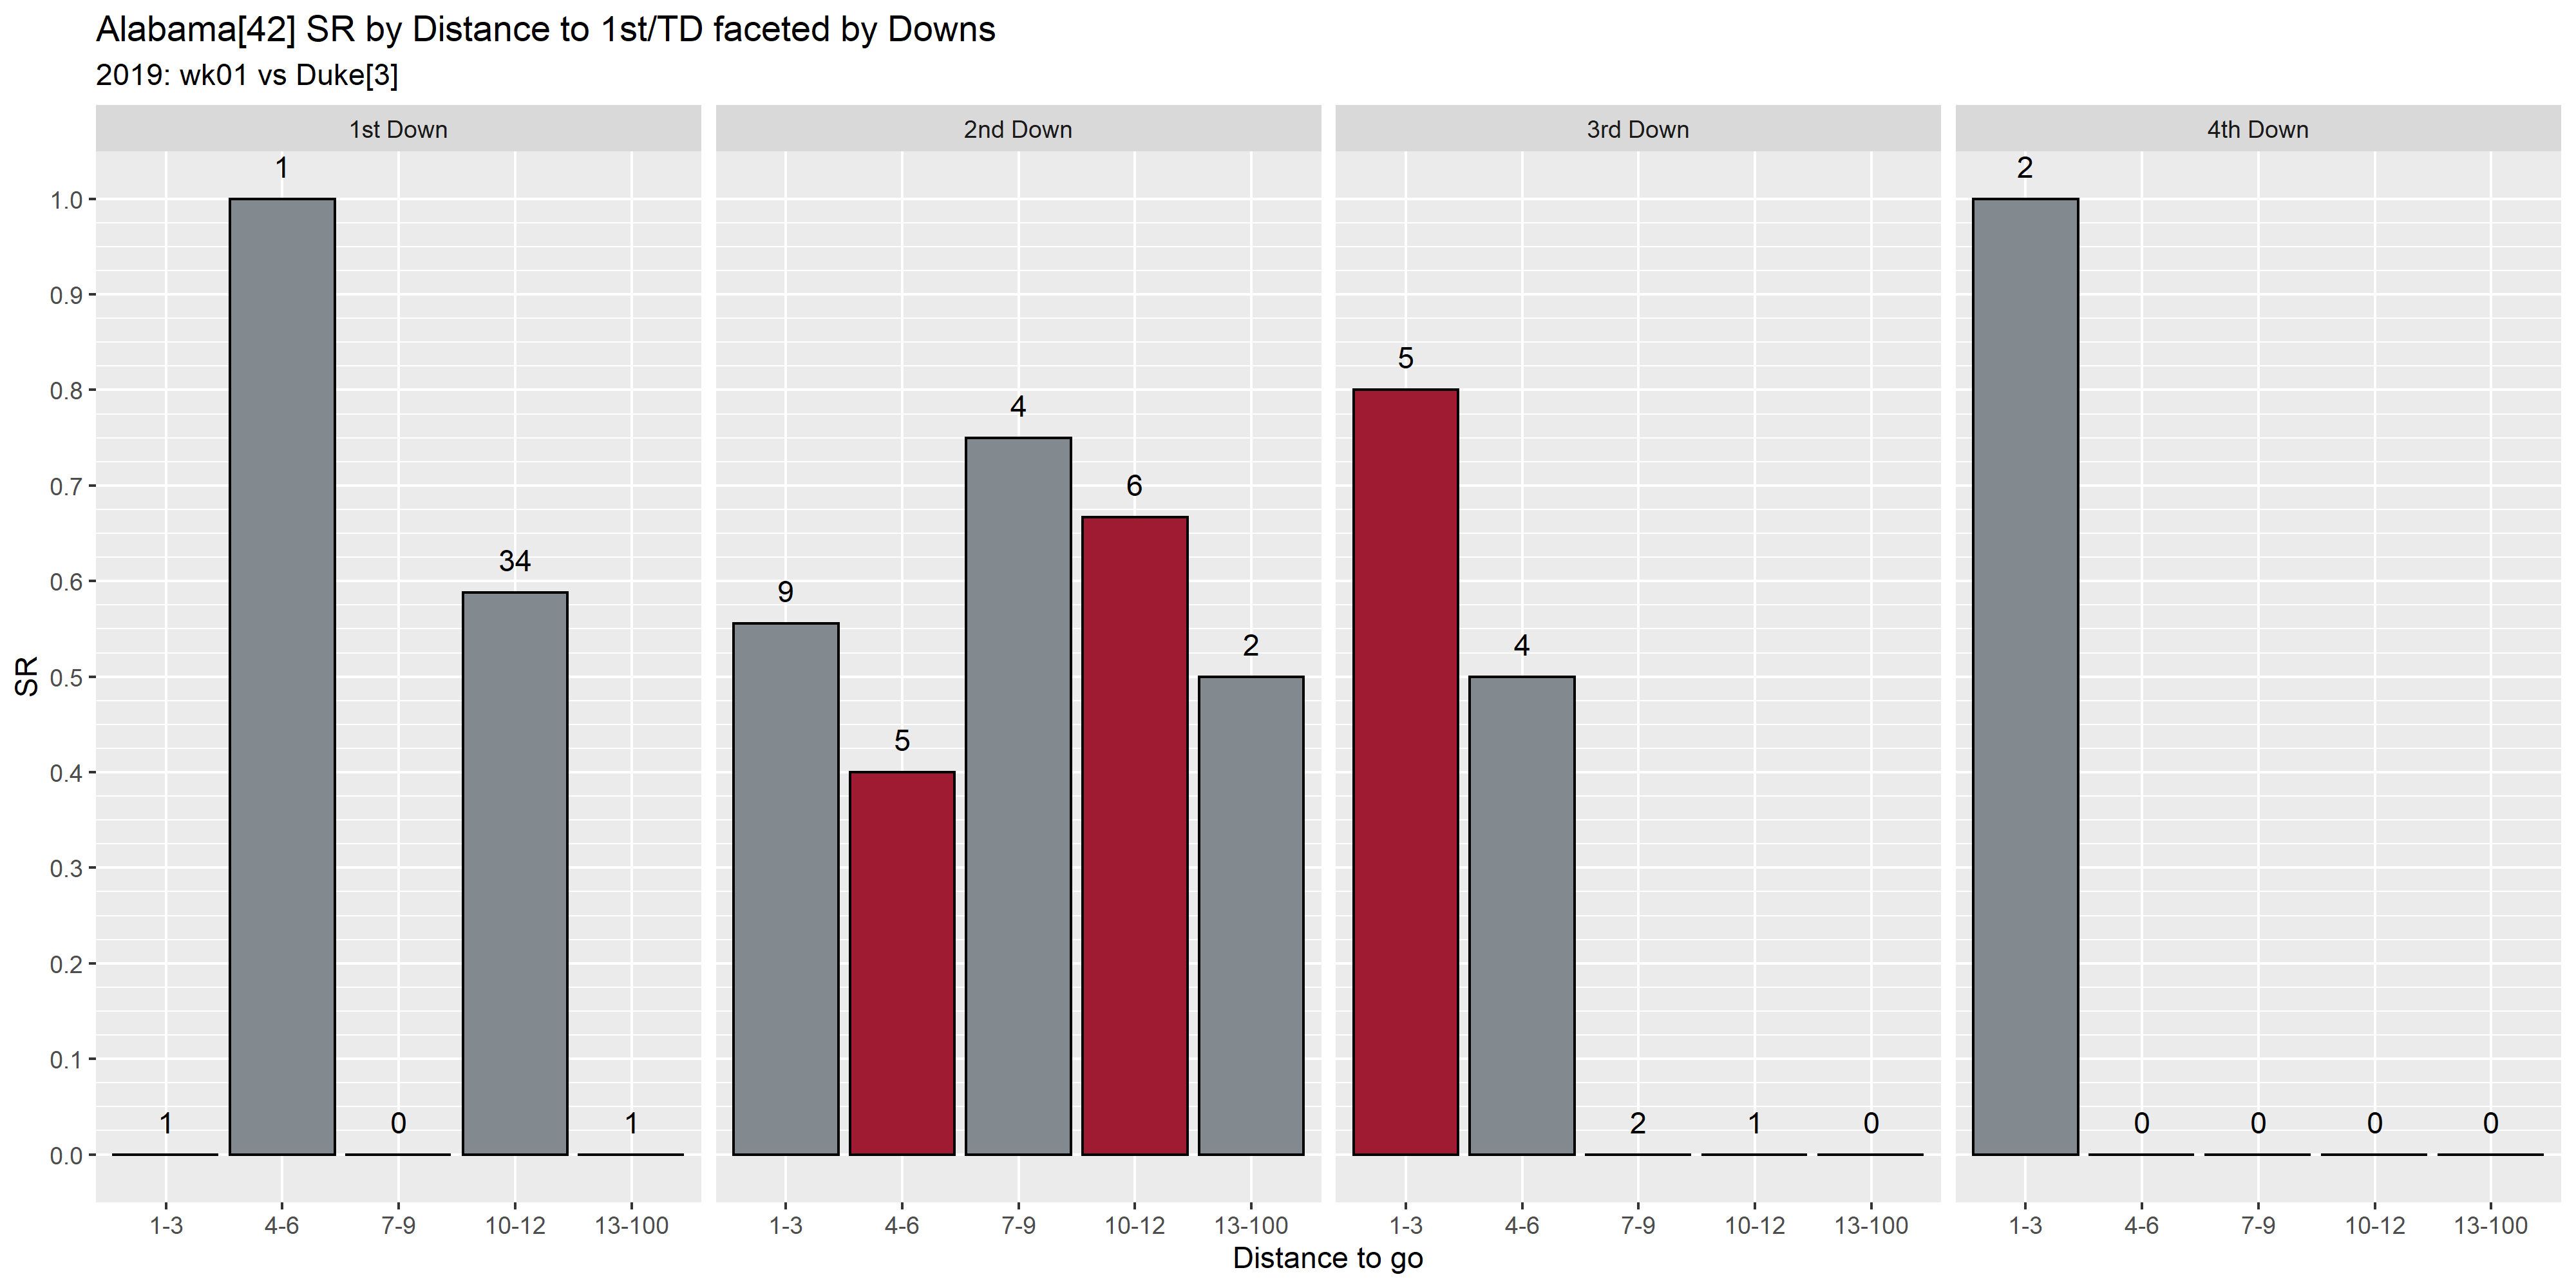 Alabama[42] SR by Distance to 1st/TD faceted by Downs
2019: wk01 vs Duke[3]
1st Down
2nd Down
3rd Down
4th Down
SR
1.0
0.9
0.8
0.7
0.6
0.5
0.4
0.3
0.2
0.1
0.0
1
1
0
34
1
9
5
4
6
2
5
4
2
1
0
2
0
0
0
0
1-3 4-6 7-9 10-12 13-100
1-3 4-6 7-9 10-12 13-100
1-3 4-6 7-9 10-12 13-100
1-3 4-6 7-9 10-12 13-100
Distance to go